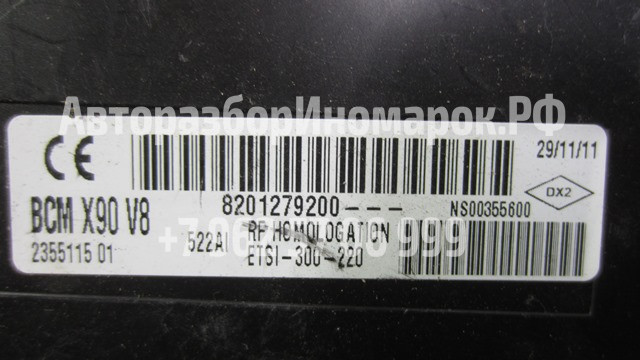 АвторазборИномарок.РФ
CE
29/11/11
8201279200---
NS00355600
DX2
BCM X90 V8
2355115 01
522A1
RF HOMOLOGATION
ETSI-300-220